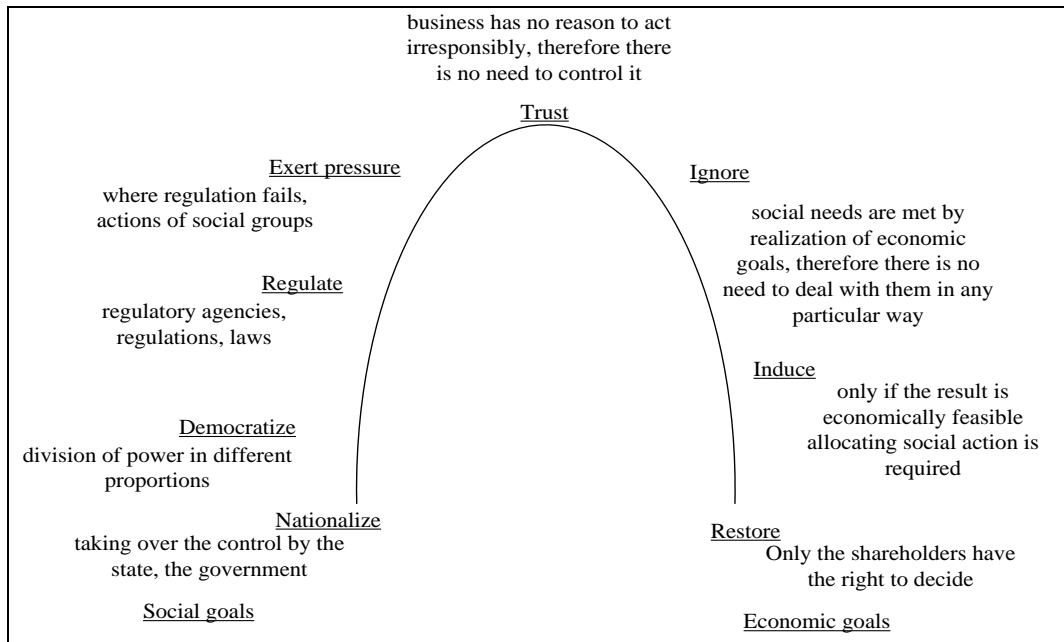 business has no reason to act
irresponsibly, therefore there
is no need to control it
Trust
Exert pressure
where regulation fails,
actions of social groups
Regulate
regulatory agencies,
regulations, laws
Democratize
division of power in different
proportions
Nationalize
taking over the control by the
state, the government
Social goals
Ignore
social needs are met by
realization of economic
goals, therefore there is no
need to deal with them in any
particular way
Induce
only if the result is
economically feasible
allocating social action is
required
Restore
Only the shareholders have
the right to decide
Economic goals